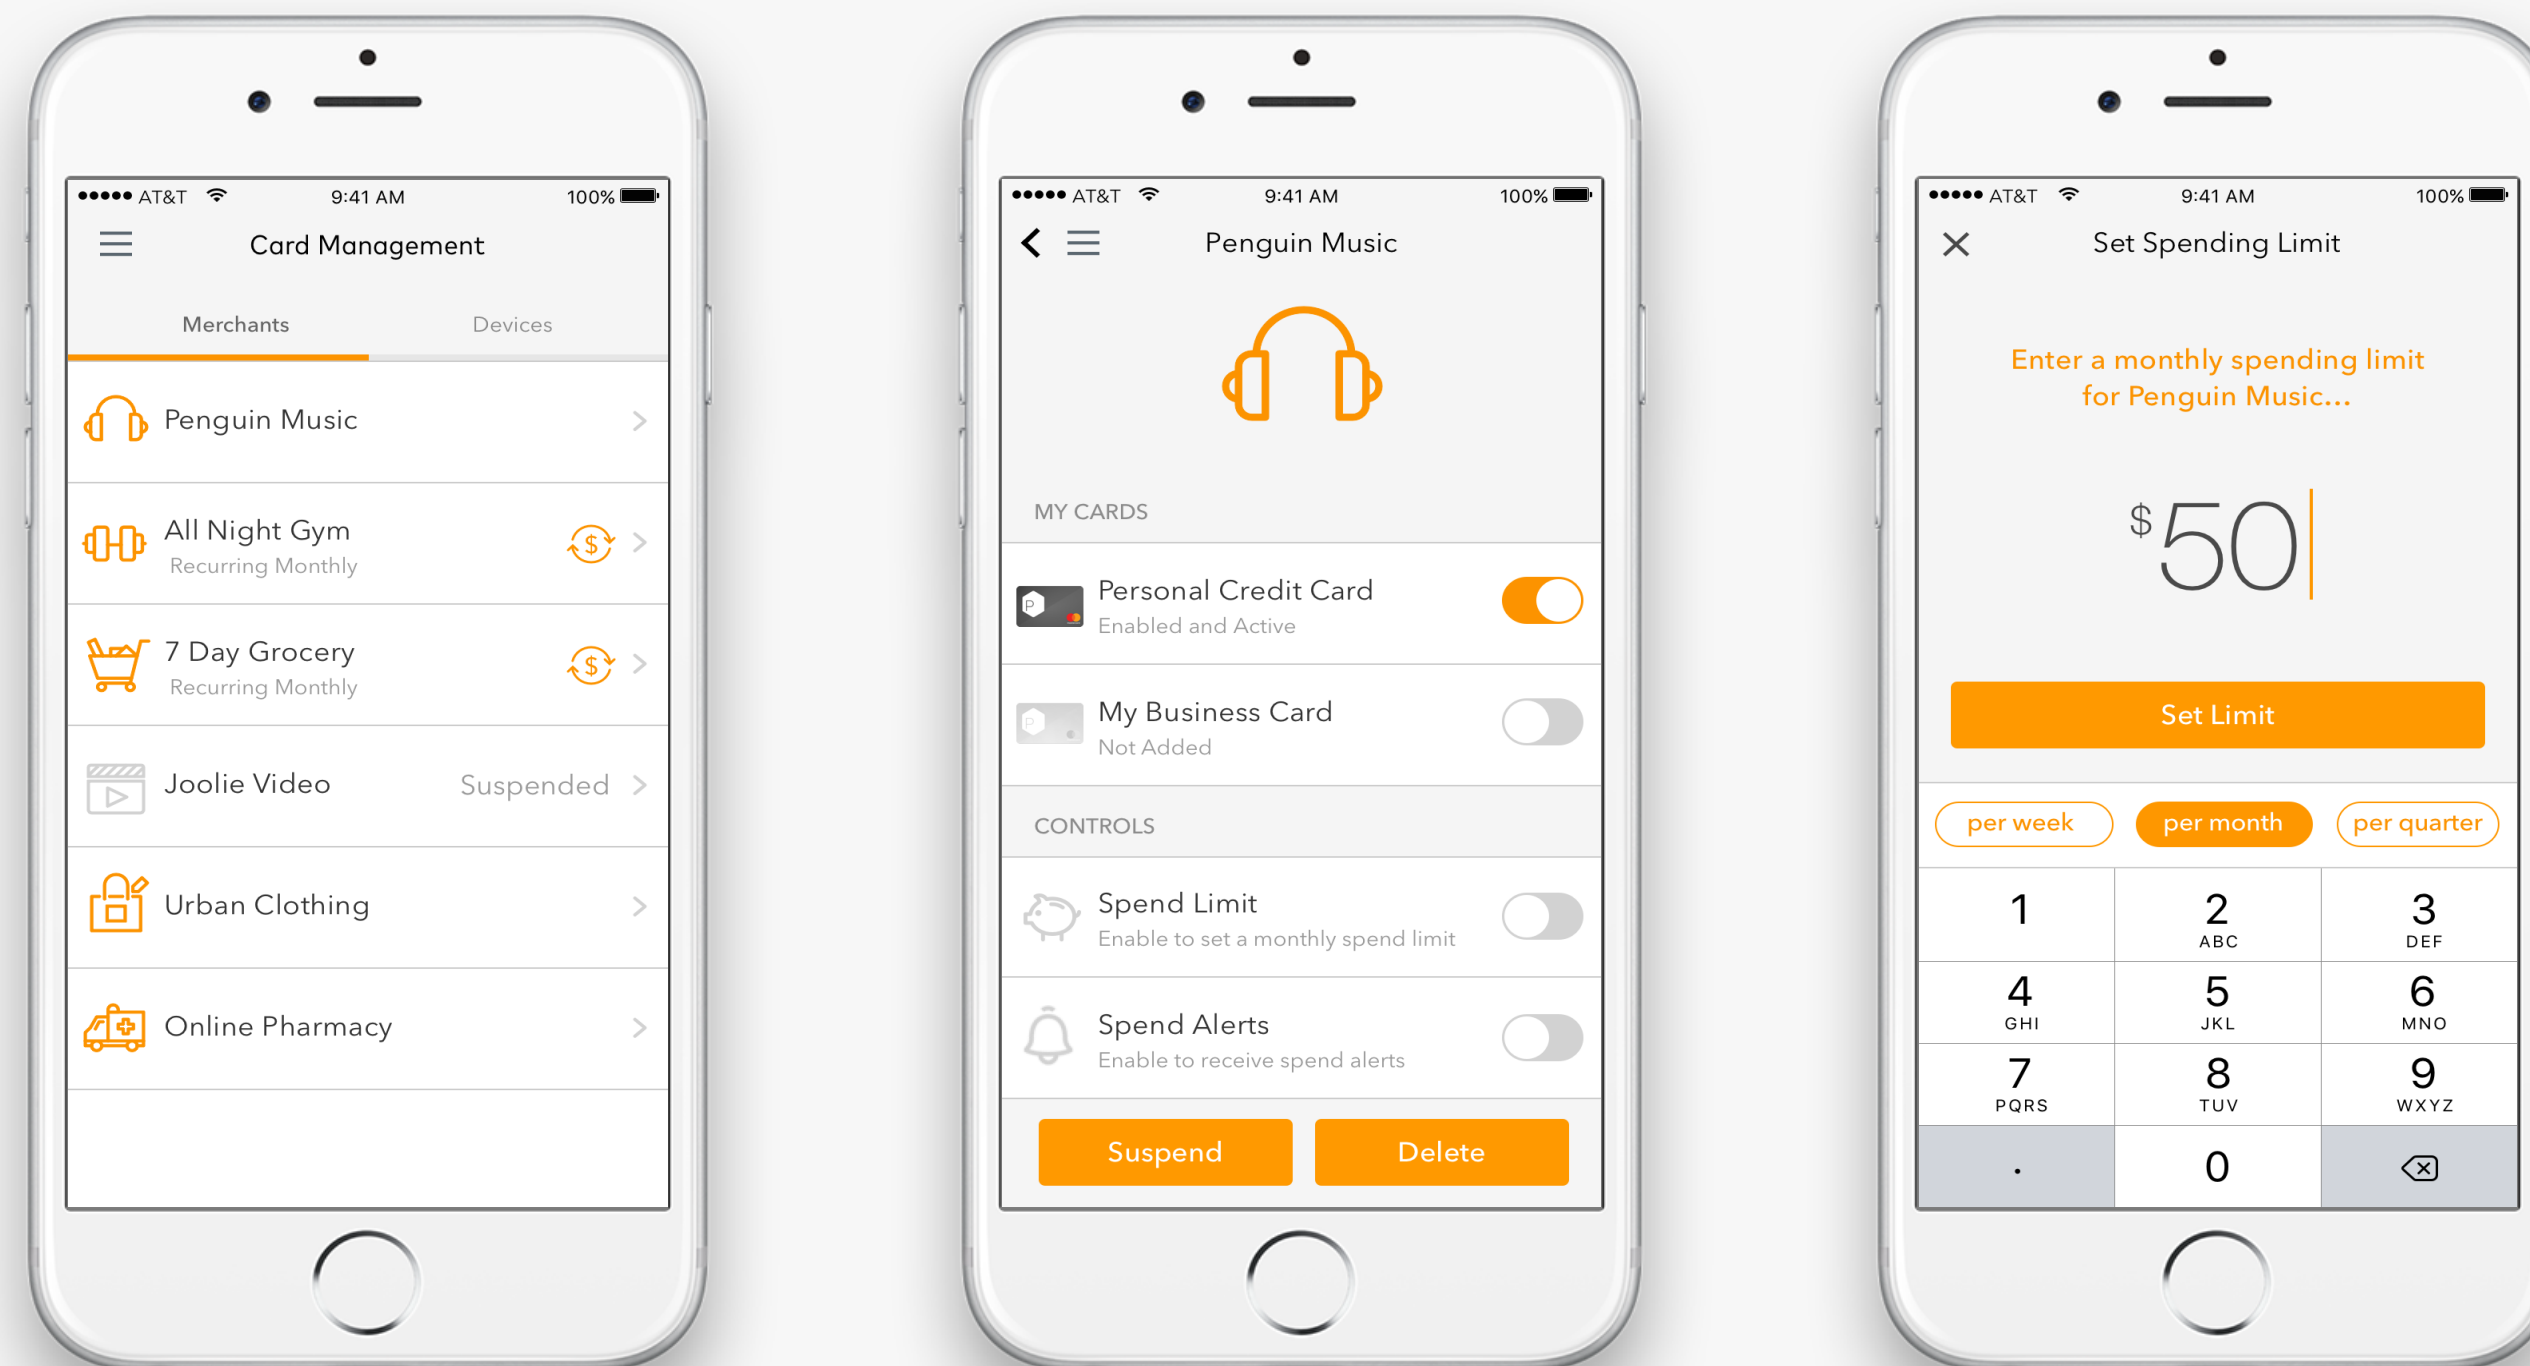 AT&T 9:41 AM 100%
Card Management
Merchants Devices
Penguin Music
All Night Gym
Recurring Monthly
$
7 Day Grocery
Recurring Monthly
$
Joolie Video Suspended
Urban Clothing
Online Pharmacy
AT&T 9:41 AM 100%
Penguin Music
MY CARDS
P
Personal Credit Card
Enabled and Active
P
My Business Card
Not Added
CONTROLS
Spend Limit
Enable to set a monthly spend limit
Spend Alerts
Enable to receive spend alerts
Suspend Delete
AT&T 9:41 AM 100%
Set Spending Limit
Enter a monthly spending limit
for Penguin Music...
$50
Set Limit
per week per month per quarter
1 2 3
ABC DEF
4 5 6
GHI JKL MNO
7 8 9
PQRS TUV WXYZ
. 0